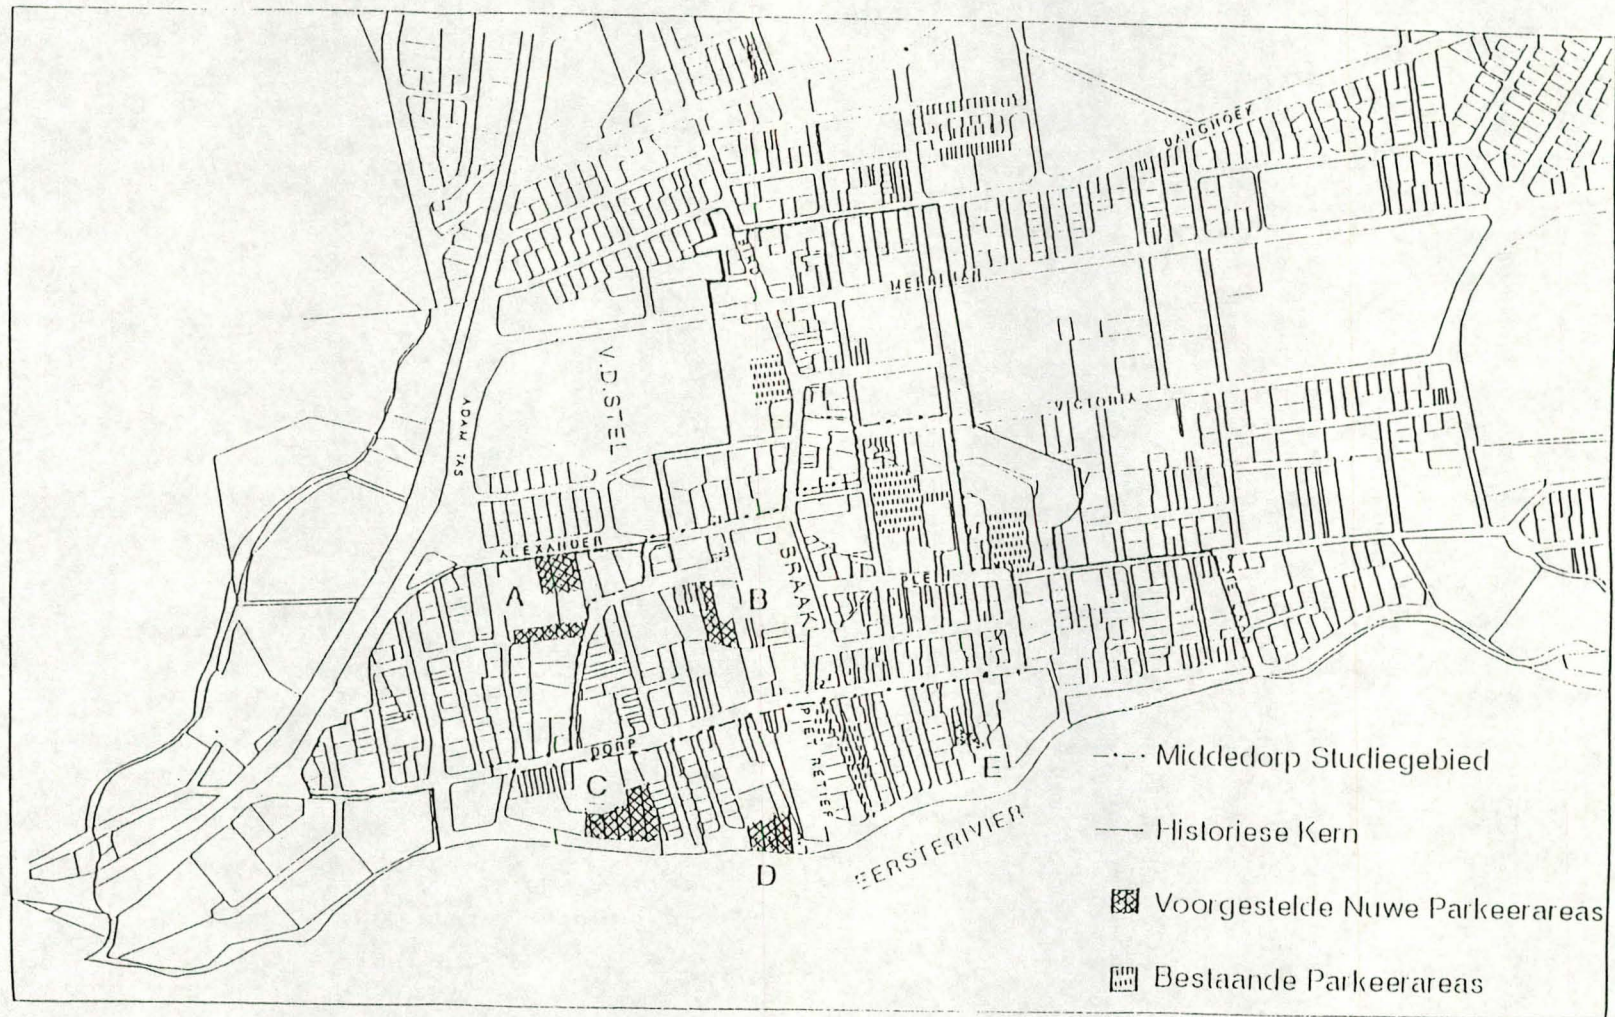 BANGHOEK
MERRIMAN
V.D.STEL
ADAM TAS
VICTORIA
ALEXANDER
D BRAAK
PLEIN
A
B
DORP
PIET RETIEF
C
E
D
EERSTERIVIER
Middedorp Studiegebied
Historiese Kern
Voorgestelde Nuwe Parkeerareas
Bestaande Parkeerareas